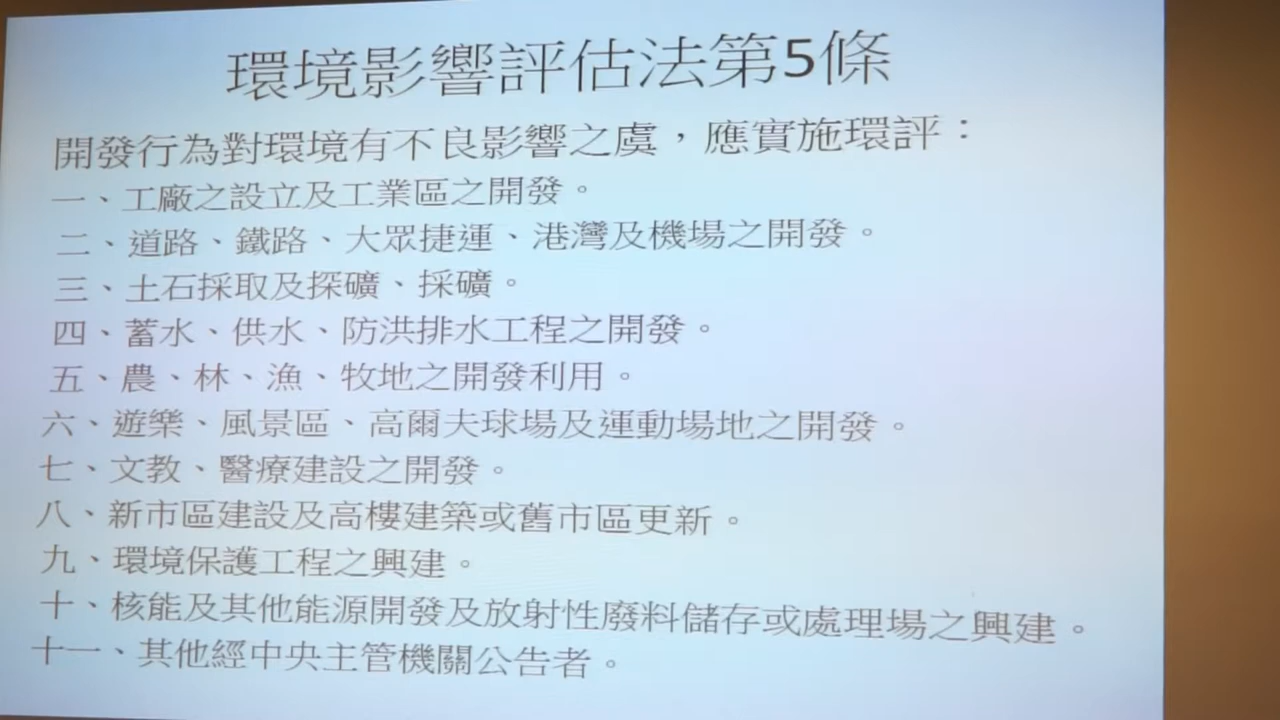 環境影響評估法第5條
開發行為對環境有不良影響之虞，應實施環評：
一、工廠之設立及工業區之開發。
二、道路、鐵路、大眾捷運、港灣及機場之開發。
三、土石採取及探礦、採礦。
四、蓄水、供水、防洪排水工程之開發。
五、農、林、漁、牧地之開發利用。
六、遊樂、風景區、高爾夫球場及運動場地之開發。
七、文教、醫療建設之開發。
八、新市區建設及高樓建築或舊市區更新。
九、環境保護工程之興建。
十、核能及其他能源開發及放射性廢料儲存或處理場之興建。
十一、其他經中央主管機關公告者。